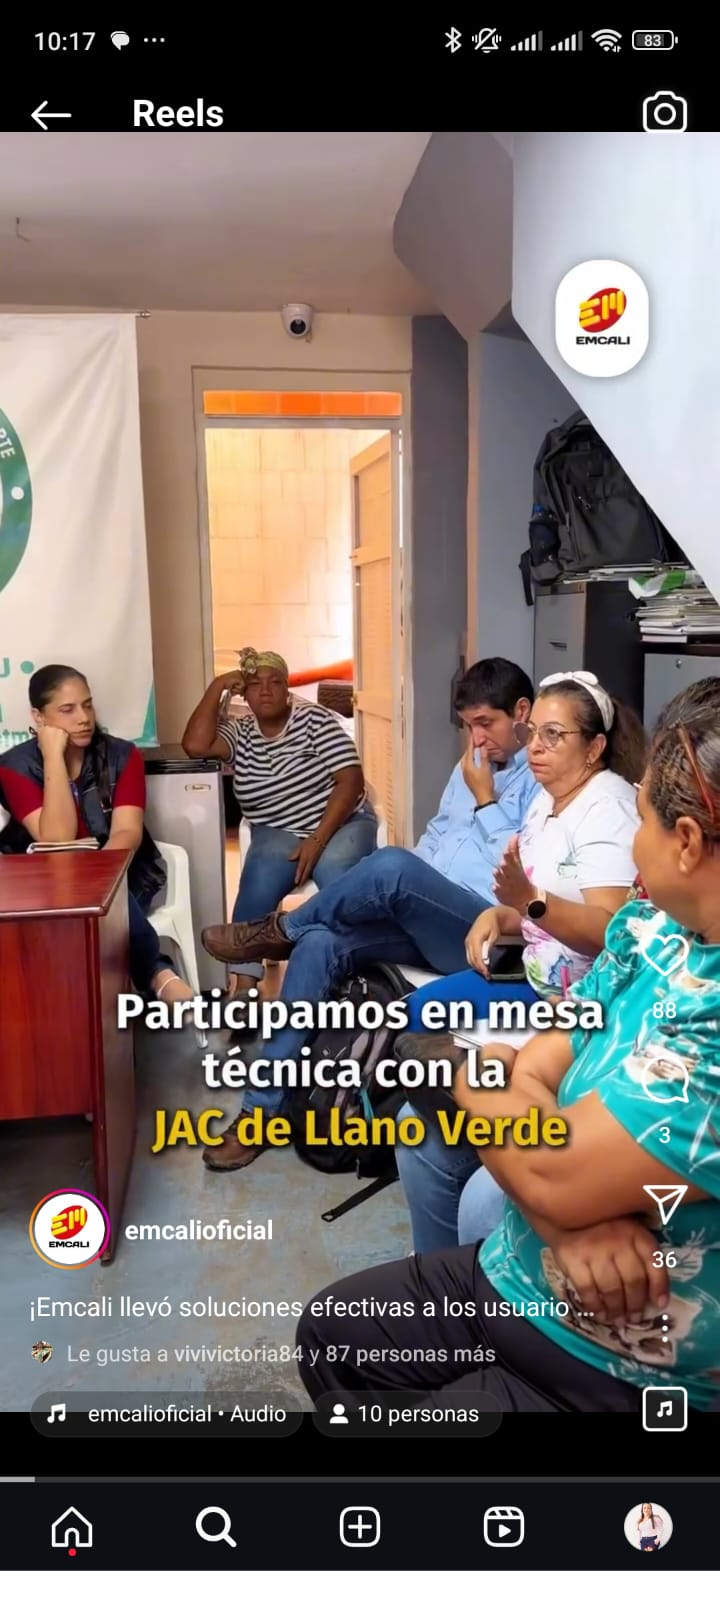 10:17
83
Reels
EMCALI
Participamos en mesa
técnica con la
JAC de Llano Verde
88
3
36
EMCALI
emcalioficial
¡Emcali llevó soluciones efectivas a los usuario ...
Le gusta a vivivictoria84 y 87 personas más
emcalioficial • Audio
10 personas